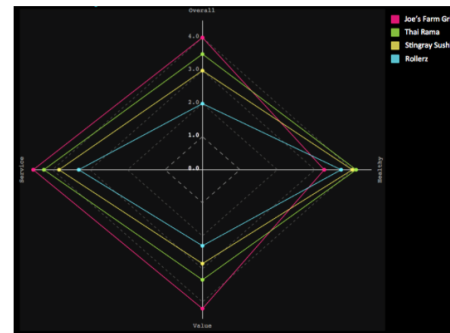 Overall
4.0
3.0
2.0
1.0
0.0
Service
Healthy
Value
Joe's Farm Gr
Thai Rama
Stingray Sush
Rollerz